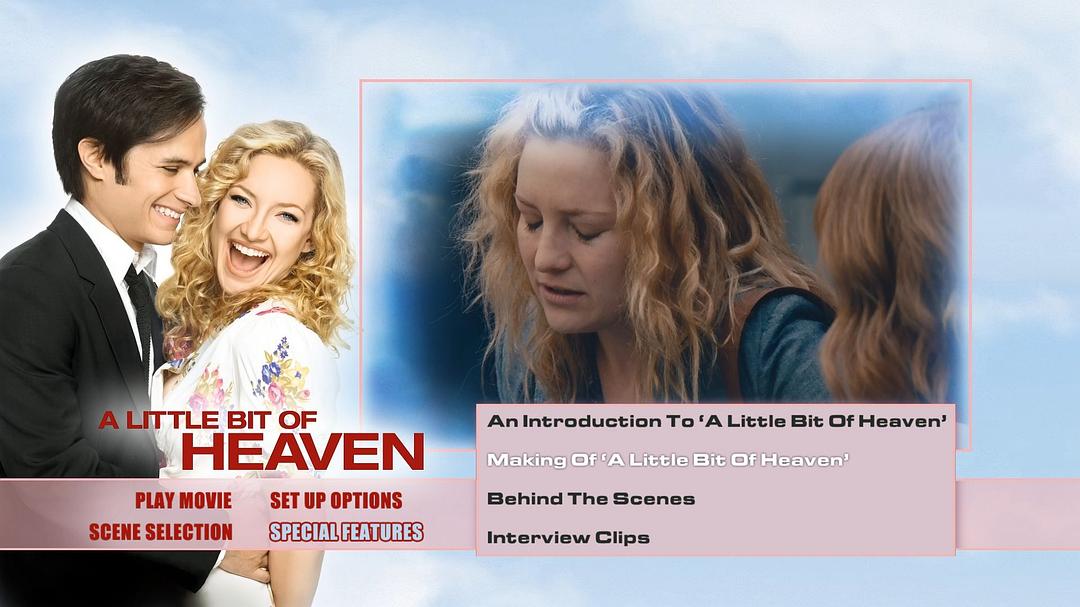 A LITTLE BIT OF
HEAVEN
PLAY MOVIE
SET UP OPTIONS
SCENE SELECTION
SPECIAL FEATURES
An Introduction To ‘A Little Bit Of Heaven’
Making Of ‘A Little Bit Of Heaven’
Behind The Scenes
Interview Clips